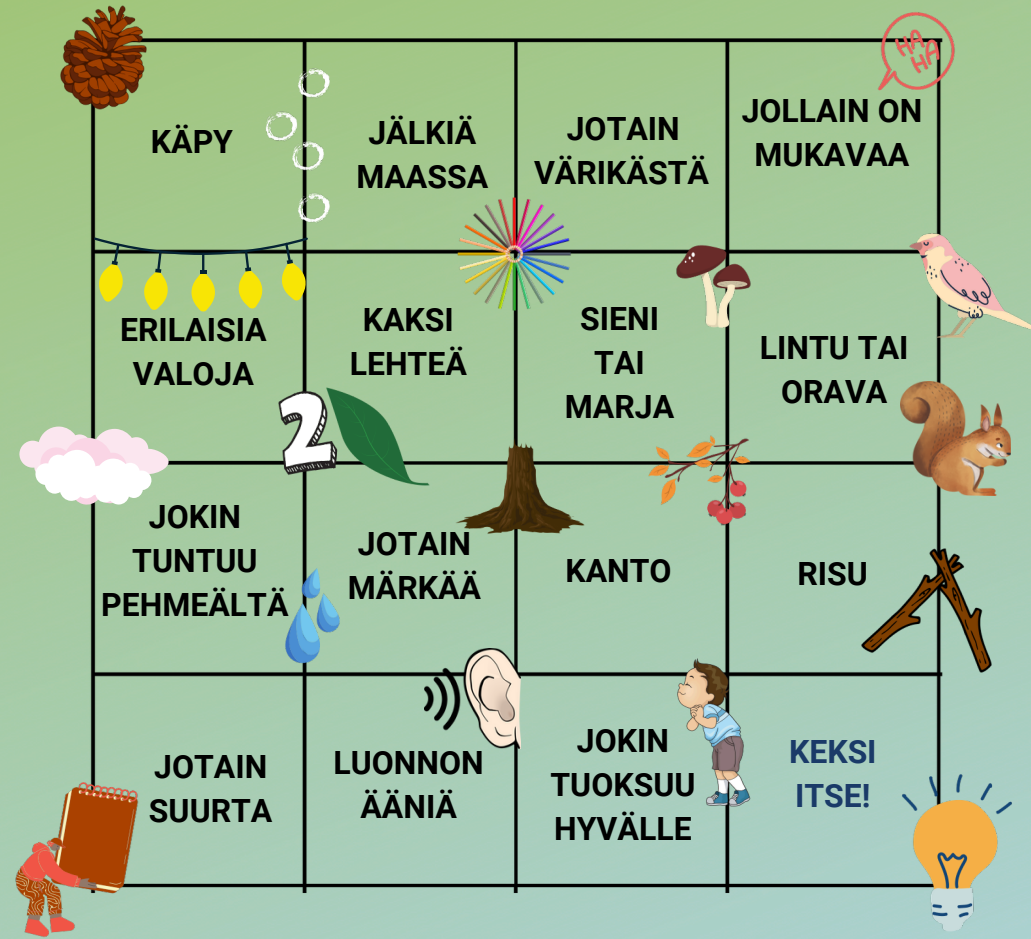 HA
HA
KÄPY
JÄLKIÄ
MAASSA
JOTAIN
VÄRIKÄSTÄ
JOLLAIN ON
MUKAVAA
ERILAISIA
VALOJA
KAKSI
LEHTEÄ
SIENI
TAI
MARJA
LINTU TAI
ORAVA
2
JOKIN
TUNTUU
PEHMEÄLTÄ
JOTAIN
MÄRKÄÄ
KANTO
RISU
JOTAIN
SUURTA
LUONNON
ÄÄNIÄ
JOKIN
TUOKSUU
HYVÄLLE
KEKSI
ITSE!